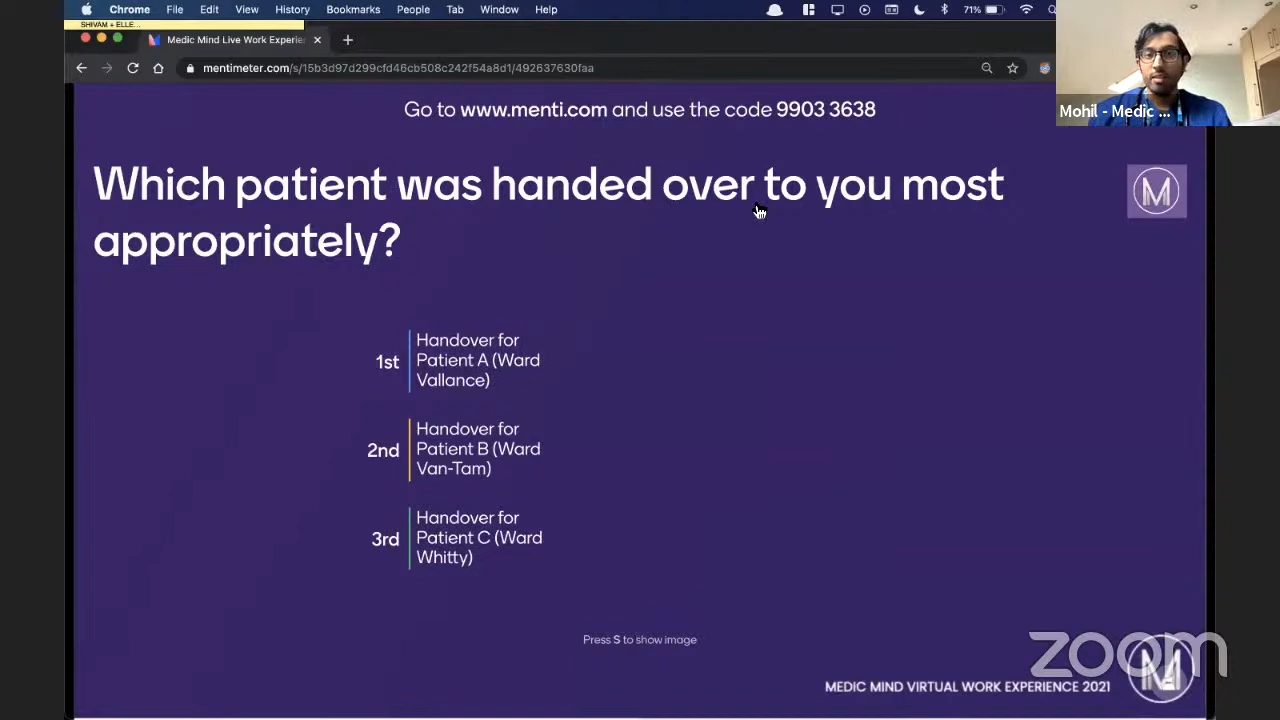 Chrome File Edit View History Bookmarks People Tab Window Help 71%
SHIVAM + ELLE...
Medic Mind Live Work Experie
mentimeter.com/s/15b3d97d299cfd46cb508c242f54a8d1/492637630faa
Mohil - Medic ...
Go to www.menti.com and use the code 9903 3638
Which patient was handed over to you most
appropriately?
M
1st
Handover for
Patient A (Ward
Vallance)
2nd
Handover for
Patient B (Ward
Van-Tam)
3rd
Handover for
Patient C (Ward
Whitty)
Press S to show image
zoom
MEDIC MIND VIRTUAL WORK EXPERIENCE 2021
M